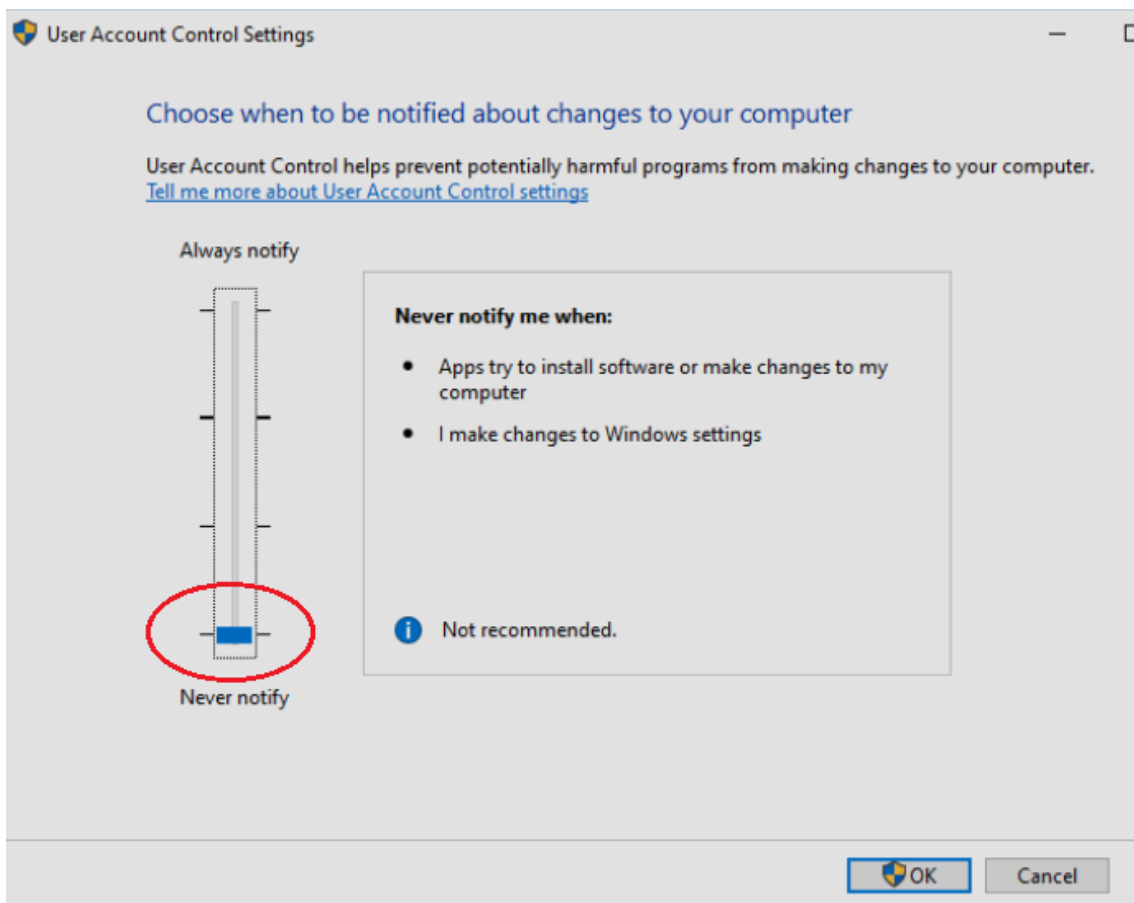 User Account Control Settings
Choose when to be notified about changes to your computer
User Account Control helps prevent potentially harmful programs from making changes to your computer.
Tell me more about User Account Control settings
Always notify
Never notify me when:
• Apps try to install software or make changes to my
computer
• I make changes to Windows settings
Not recommended.
Never notify
OK Cancel